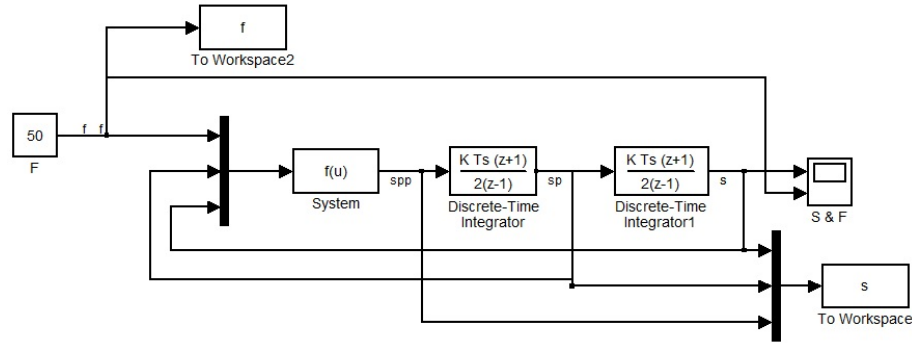 f
To Workspace2
50
f f
F
f(u)
spp
System
K Ts (z+1)
2(z-1)
sp
Discrete-Time
Integrator
K Ts (z+1)
2(z-1)
s
Discrete-Time
Integrator1
S & F
s
To Workspace